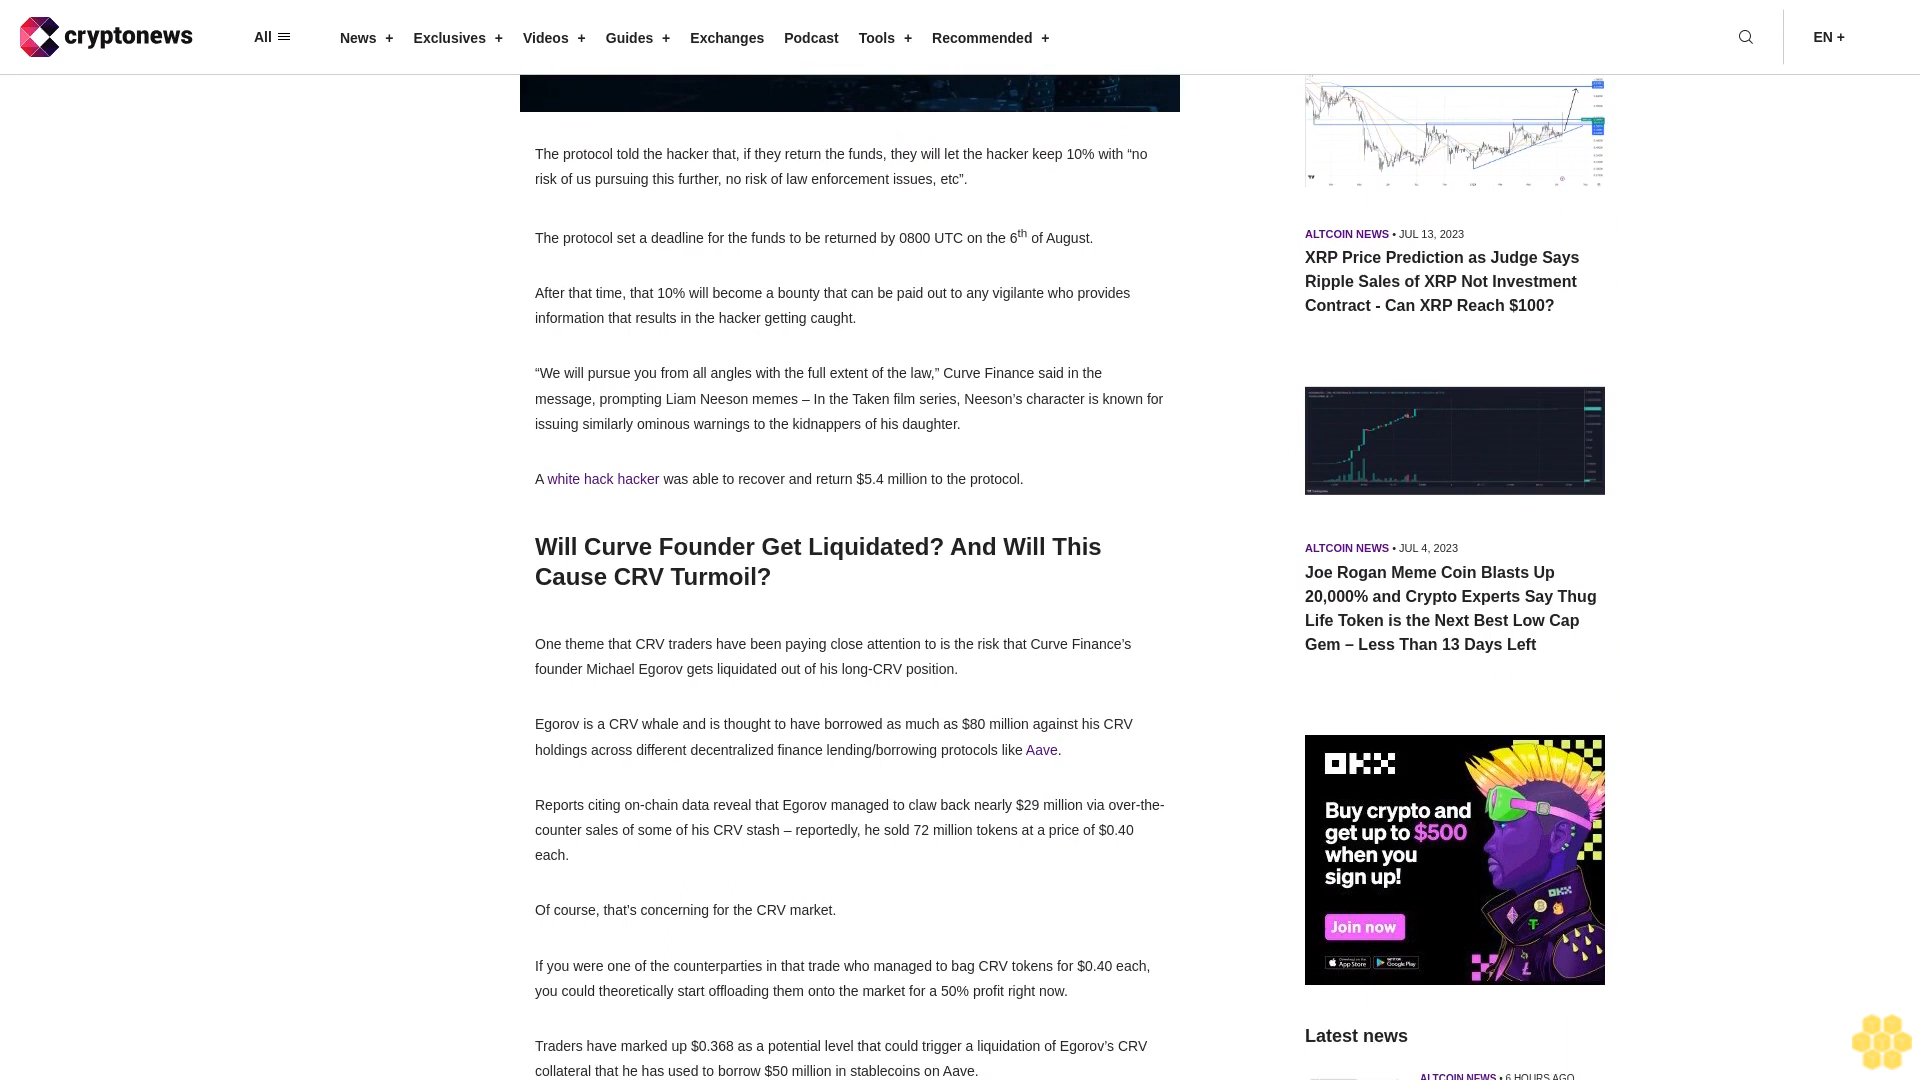 cryptonews
All
News +
Exclusives +
Videos +
Guides +
Exchanges
Podcast
Tools +
Recommended +
EN +
The protocol told the hacker that, if they return the funds, they will let the hacker keep 10% with “no
risk of us pursuing this further, no risk of law enforcement issues, etc”.
The protocol set a deadline for the funds to be returned by 0800 UTC on the 6th of August.
After that time, that 10% will become a bounty that can be paid out to any vigilante who provides
information that results in the hacker getting caught.
“We will pursue you from all angles with the full extent of the law,” Curve Finance said in the
message, prompting Liam Neeson memes – In the Taken film series, Neeson’s character is known for
issuing similarly ominous warnings to the kidnappers of his daughter.
A white hack hacker was able to recover and return $5.4 million to the protocol.
Will Curve Founder Get Liquidated? And Will This
Cause CRV Turmoil?
One theme that CRV traders have been paying close attention to is the risk that Curve Finance’s
founder Michael Egorov gets liquidated out of his long-CRV position.
Egorov is a CRV whale and is thought to have borrowed as much as $80 million against his CRV
holdings across different decentralized finance lending/borrowing protocols like Aave.
Reports citing on-chain data reveal that Egorov managed to claw back nearly $29 million via over-the-
counter sales of some of his CRV stash – reportedly, he sold 72 million tokens at a price of $0.40
each.
Of course, that’s concerning for the CRV market.
If you were one of the counterparties in that trade who managed to bag CRV tokens for $0.40 each,
you could theoretically start offloading them onto the market for a 50% profit right now.
Traders have marked up $0.368 as a potential level that could trigger a liquidation of Egorov’s CRV
collateral that he has used to borrow $50 million in stablecoins on Aave.
ALTCOIN NEWS • JUL 13, 2023
XRP Price Prediction as Judge Says
Ripple Sales of XRP Not Investment
Contract - Can XRP Reach $100?
ALTCOIN NEWS • JUL 4, 2023
Joe Rogan Meme Coin Blasts Up
20,000% and Crypto Experts Say Thug
Life Token is the Next Best Low Cap
Gem – Less Than 13 Days Left
OKX
Buy crypto and
get up to $500
when you
sign up!
Join now
App Store
Google Play
Latest news
ALTCOIN NEWS • 6 HOURS AGO